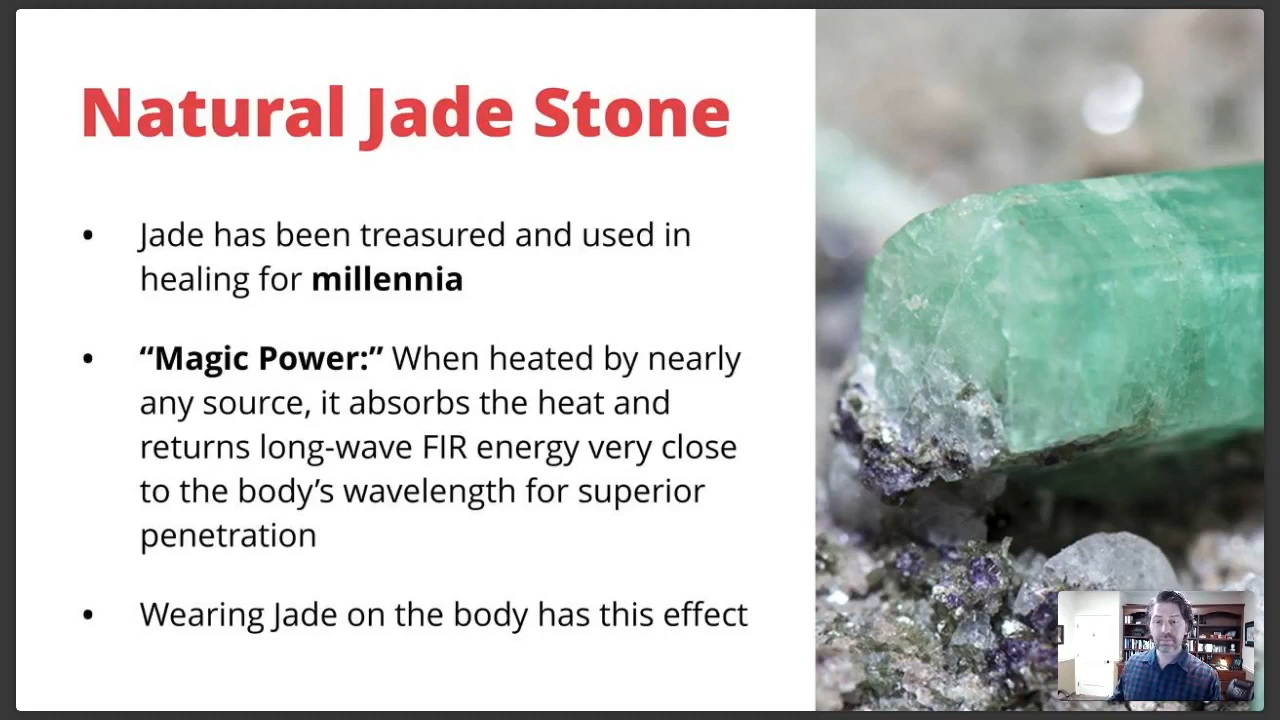 Natural Jade Stone
• Jade has been treasured and used in
healing for millennia
• “Magic Power:” When heated by nearly
any source, it absorbs the heat and
returns long-wave FIR energy very close
to the body’s wavelength for superior
penetration
• Wearing Jade on the body has this effect